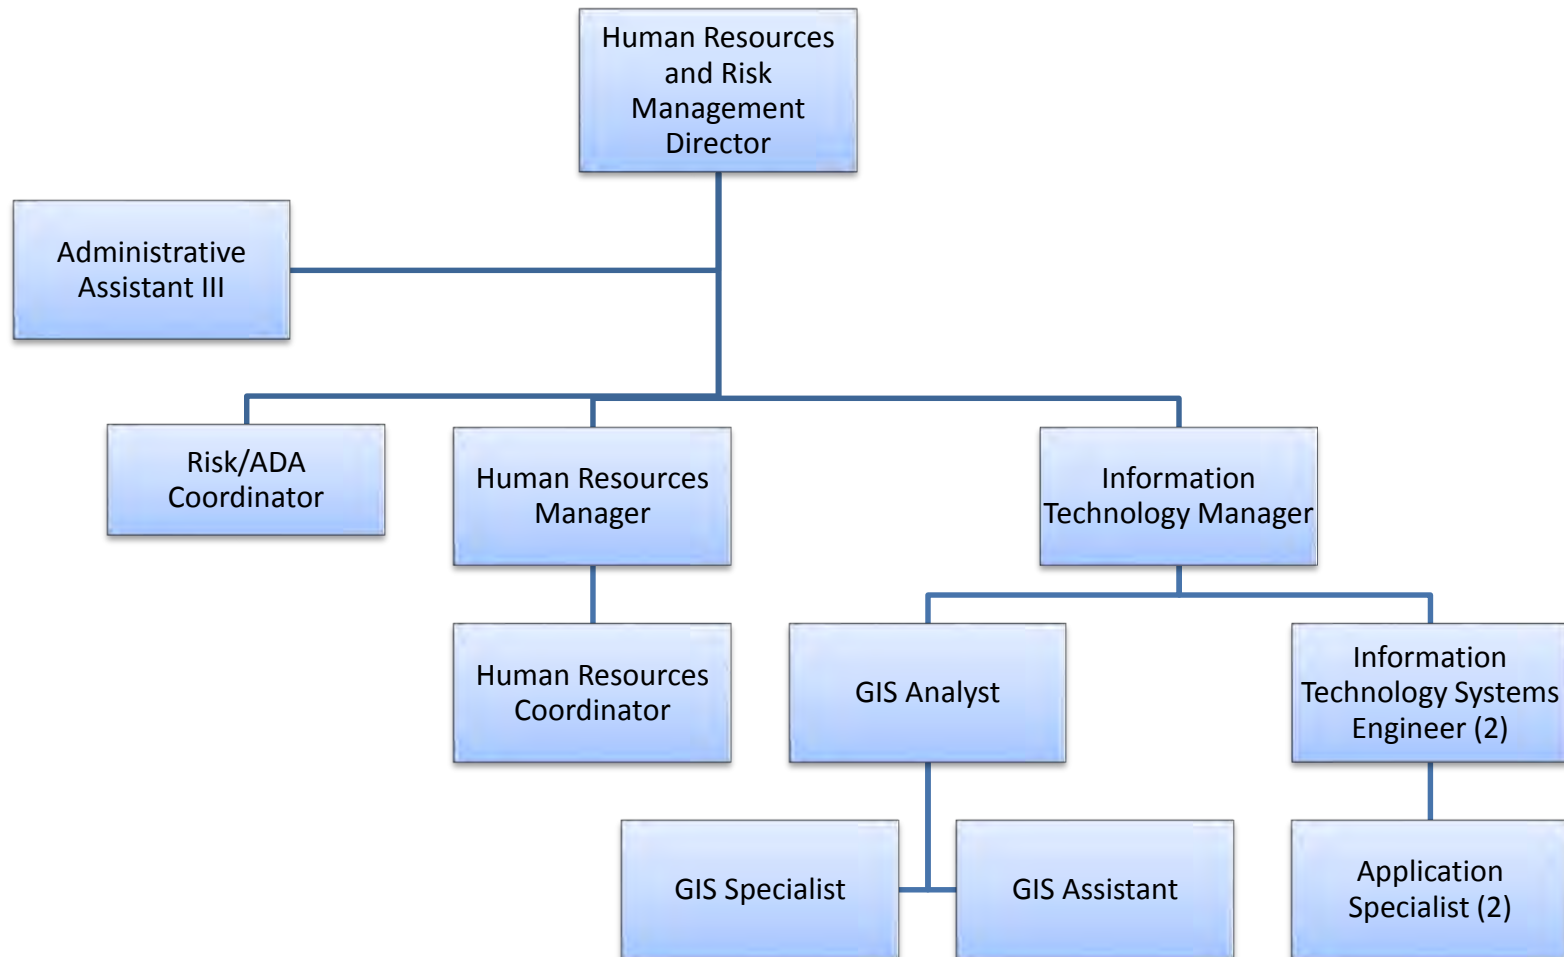 Human Resources
and Risk
Management
Director
Administrative
Assistant III
Risk/ADA
Coordinator
Human Resources
Manager
Information
Technology Manager
Human Resources
Coordinator
GIS Analyst
Information
Technology Systems
Engineer (2)
GIS Specialist
GIS Assistant
Application
Specialist (2)